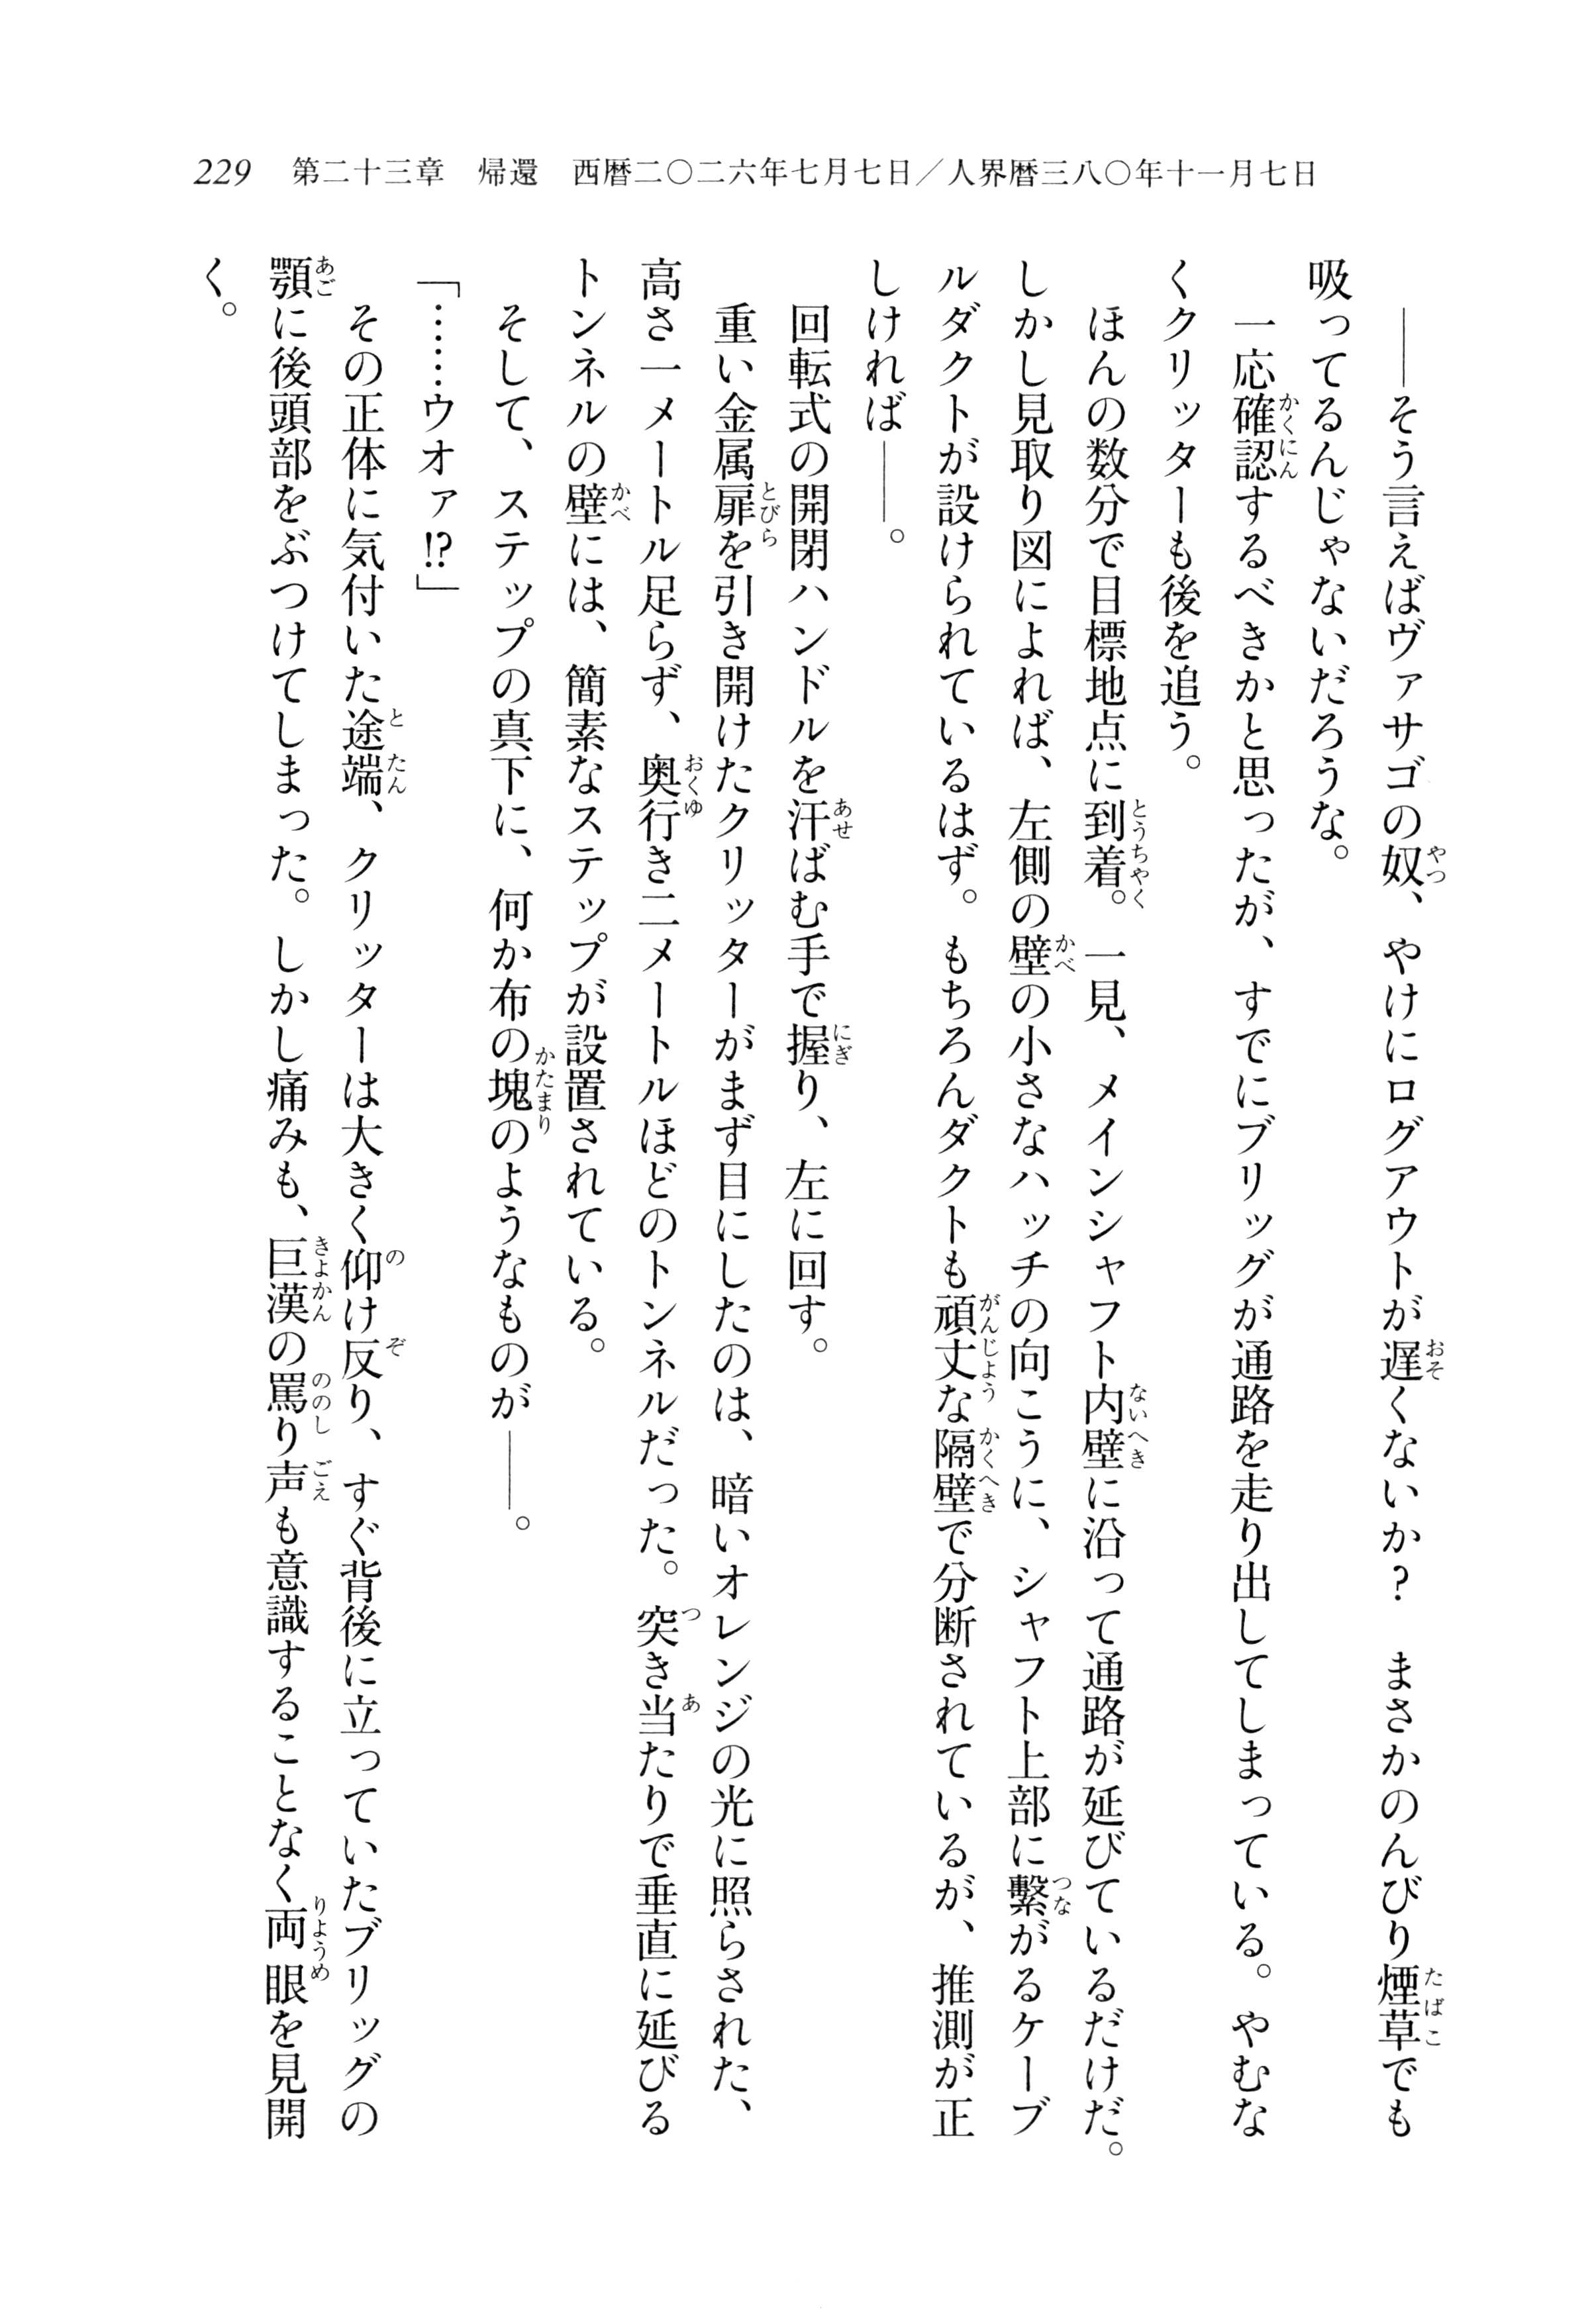 229　第二十三章　帰還　西暦二〇二六年七月七日／人界暦三八〇年十一月七日
　――そう言えばヴァサゴの奴、やけにログアウトが遅くないか?　まさかのんびり煙草でも
吸ってるんじゃないだろうな。
　一応確認するべきかと思ったが、すでにブリッグが通路を走り出してしまっている。やむな
くクリッターも後を追う。
　ほんの数分で目標地点に到着。一見、メインシャフト内壁に沿って通路が延びているだけだ。
しかし見取り図によれば、左側の壁の小さなハッチの向こうに、シャフト上部に繫がるケーブ
ルダクトが設けられているはず。もちろんダクトも頑丈な隔壁で分断されているが、推測が正
しければ――。
　回転式の開閉ハンドルを汗ばむ手で握り、左に回す。
　重い金属扉を引き開けたクリッターがまず目にしたのは、暗いオレンジの光に照らされた、
高さ一メートル足らず、奥行き二メートルほどのトンネルだった。突き当たりで垂直に延びる
トンネルの壁には、簡素なステップが設置されている。
　そして、ステップの真下に、何か布の塊のようなものが――。
「……ウオァ!?」
　その正体に気付いた途端、クリッターは大きく仰け反り、すぐ背後に立っていたブリッグの
顎に後頭部をぶつけてしまった。しかし痛みも、巨漢の罵り声も意識することなく両眼を見開
く。